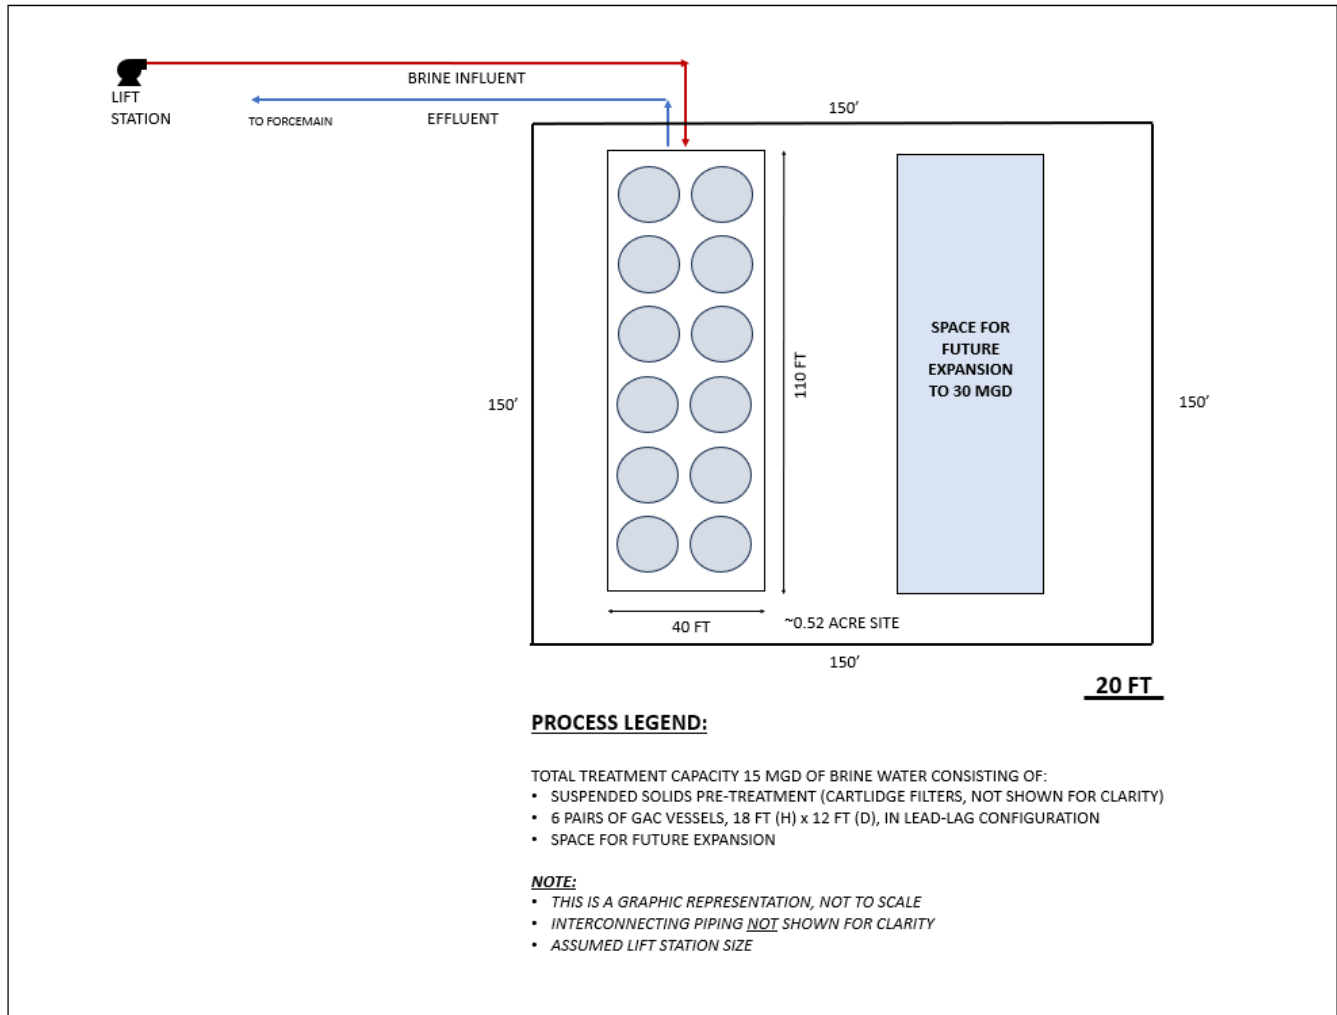 LIFT
STATION
BRINE INFLUENT
TO FORCEMAIN
EFFLUENT
150’
150’
110 FT
SPACE FOR
FUTURE
EXPANSION
TO 30 MGD
150’
40 FT
~0.52 ACRE SITE
150’
20 FT
PROCESS LEGEND:
TOTAL TREATMENT CAPACITY 15 MGD OF BRINE WATER CONSISTING OF:
• SUSPENDED SOLIDS PRE-TREATMENT (CARTLIDGE FILTERS, NOT SHOWN FOR CLARITY)
• 6 PAIRS OF GAC VESSELS, 18 FT (H) x 12 FT (D), IN LEAD-LAG CONFIGURATION
• SPACE FOR FUTURE EXPANSION
NOTE:
• THIS IS A GRAPHIC REPRESENTATION, NOT TO SCALE
• INTERCONNECTING PIPING NOT SHOWN FOR CLARITY
• ASSUMED LIFT STATION SIZE